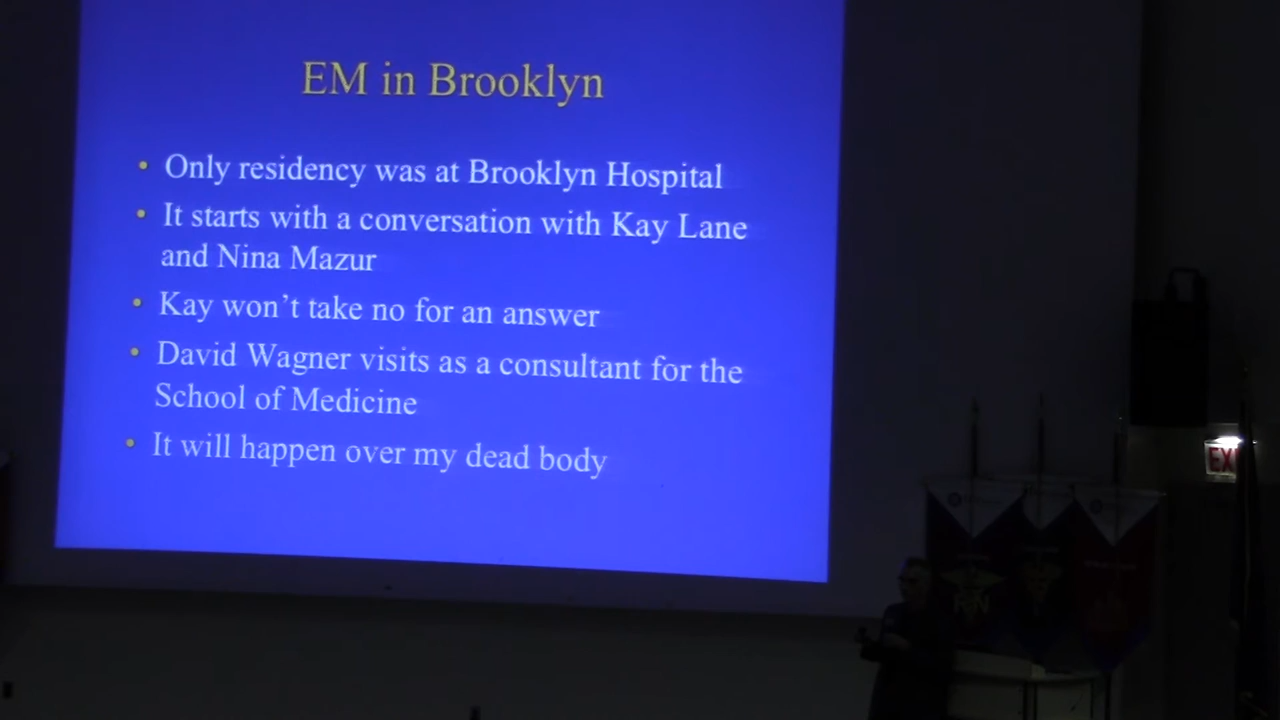 EM in Brooklyn
• Only residency was at Brooklyn Hospital
• It starts with a conversation with Kay Lane
and Nina Mazur
• Kay won't take no for an answer
• David Wagner visits as a consultant for the
School of Medicine
• It will happen over my dead body
EXI